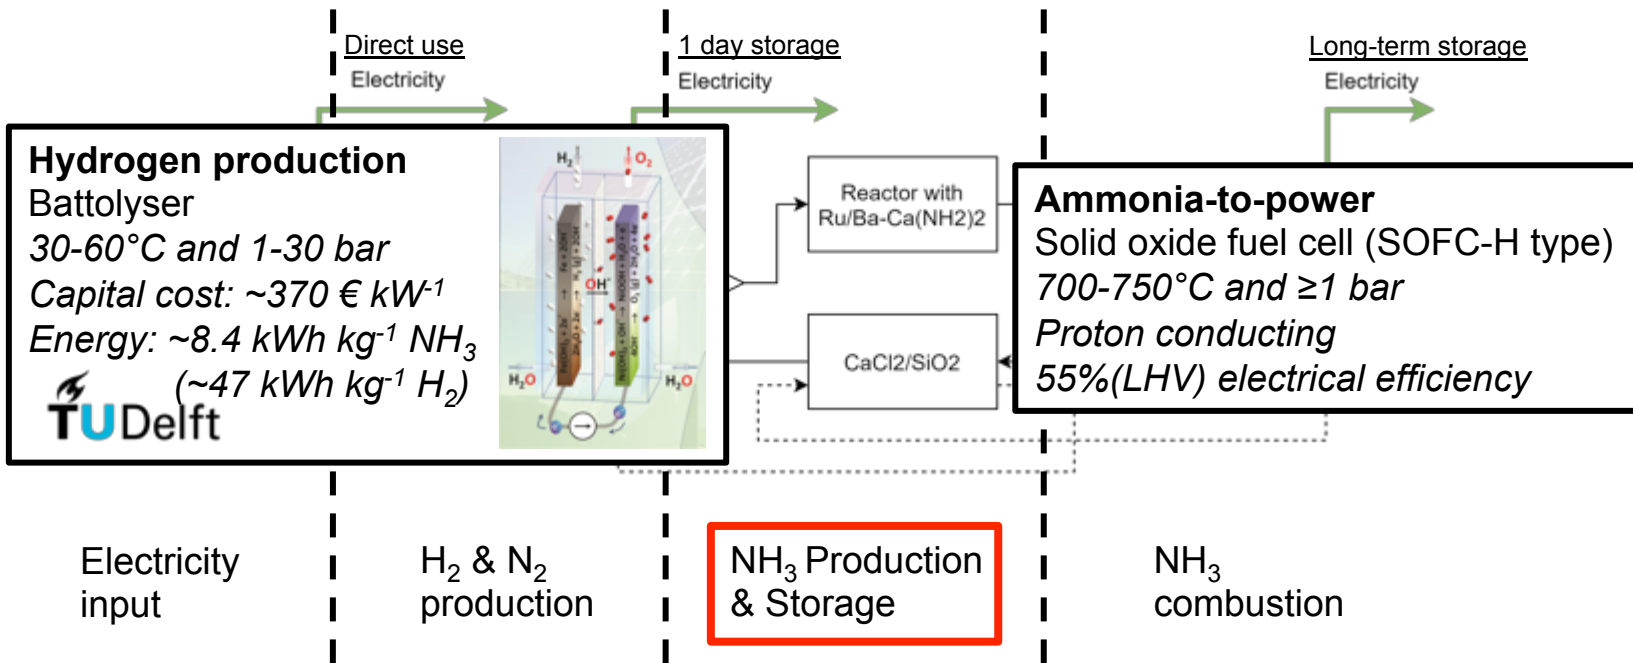 Direct use
Electricity
1 day storage
Electricity
Long-term storage
Electricity
Hydrogen production
Battolyser
30-60°C and 1-30 bar
Capital cost: ~370 € kW⁻¹
Energy: ~8.4 kWh kg⁻¹ NH₃
(~47 kWh kg⁻¹ H₂)
TUDelft
H₂
O₂
OH⁻
H₂O
H₂O
Reactor with
Ru/Ba-Ca(NH2)2
CaCl2/SiO2
Ammonia-to-power
Solid oxide fuel cell (SOFC-H type)
700-750°C and ≥1 bar
Proton conducting
55%(LHV) electrical efficiency
Electricity
input
H₂ & N₂
production
NH₃ Production
& Storage
NH₃
combustion